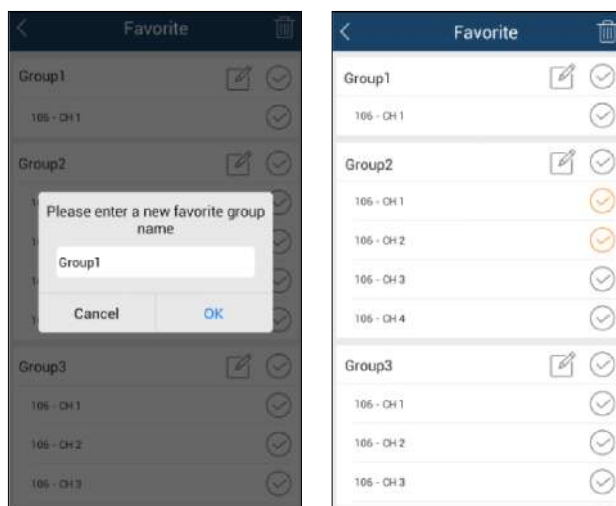 Favorite
Group1
106 - CH 1
Group2
Please enter a new favorite group
name
Group1
Cancel
OK
Group3
106 - CH 1
106 - CH 2
106 - CH 3
Favorite
Group1
106 - CH 1
Group2
106 - CH 1
106 - CH 2
106 - CH 3
106 - CH 4
Group3
106 - CH 1
106 - CH 2
106 - CH 3